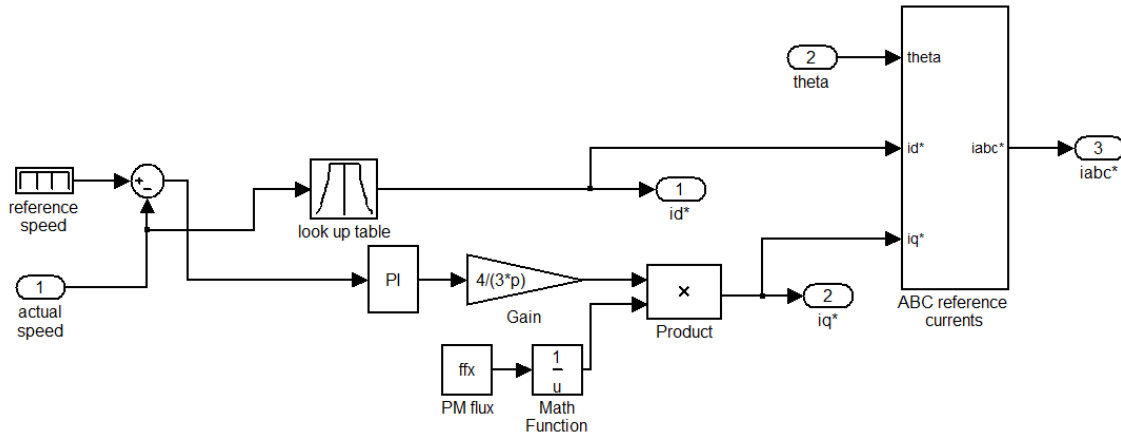 2
theta
theta
id*
iabc*
3
iabc*
iq*
ABC reference
currents
reference
speed
+
-
look up table
1
id*
1
actual
speed
PI
4/(3*p)
Gain
×
Product
2
iq*
ffx
PM flux
1
u
Math
Function